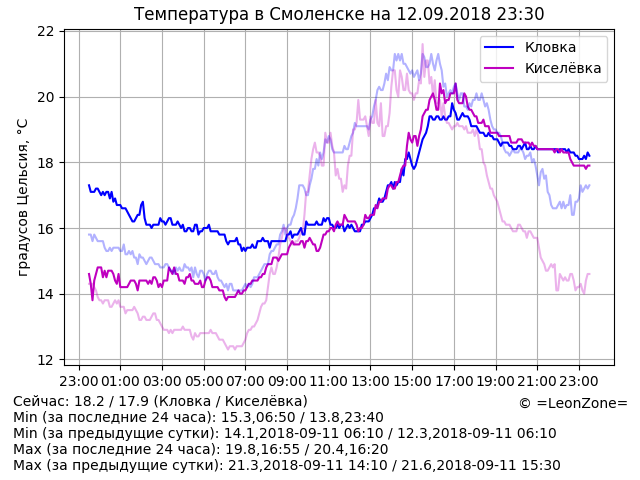 Температура в Смоленске на 12.09.2018 23:30
22
20
18
16
14
12
градусов Цельсия, °C
Кловка
Киселёвка
23:00 01:00 03:00 05:00 07:00 09:00 11:00 13:00 15:00 17:00 19:00 21:00 23:00
Сейчас: 18.2 / 17.9 (Кловка / Киселёвка)
© =LeonZone=
Min (за последние 24 часа): 15.3,06:50 / 13.8,23:40
Min (за предыдущие сутки): 14.1,2018-09-11 06:10 / 12.3,2018-09-11 06:10
Max (за последние 24 часа): 19.8,16:55 / 20.4,16:20
Max (за предыдущие сутки): 21.3,2018-09-11 14:10 / 21.6,2018-09-11 15:30